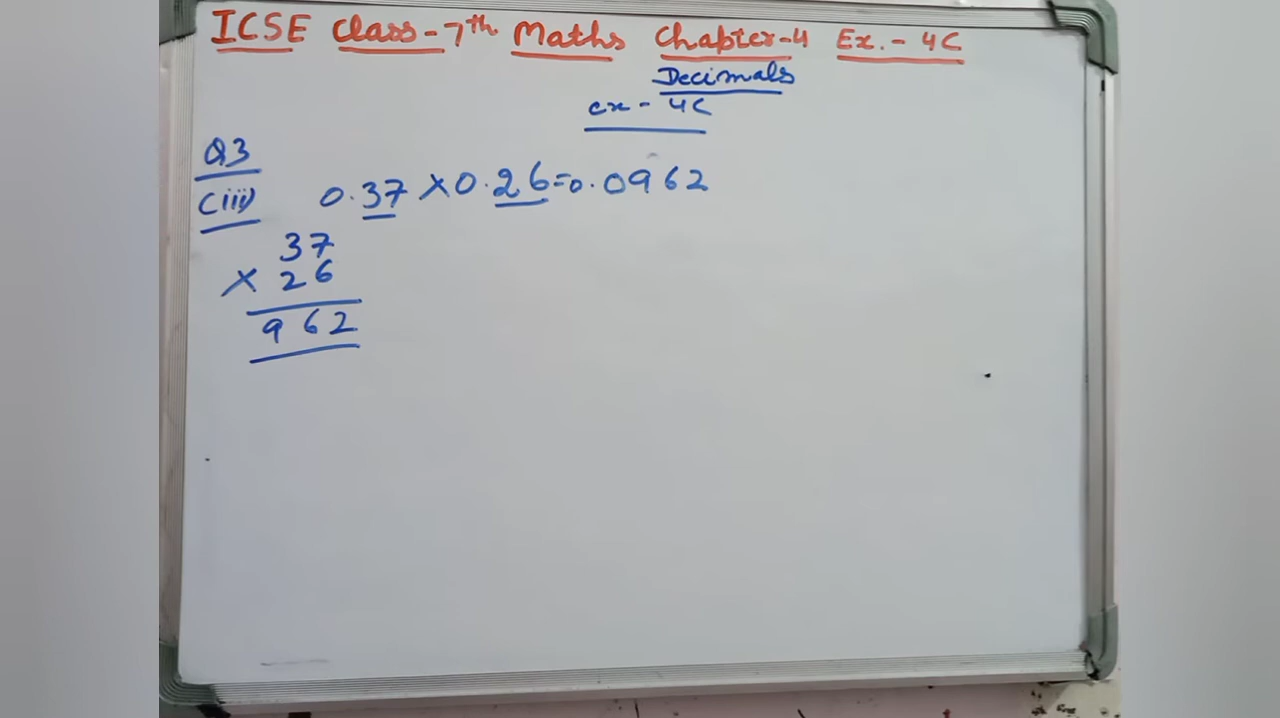 ICSE Class-7th Maths Chapter-4 Ex.- 4C
Decimals
ex - 4C
Q3
(iii) 0.37 × 0.26 = 0.0962
37
× 26
962